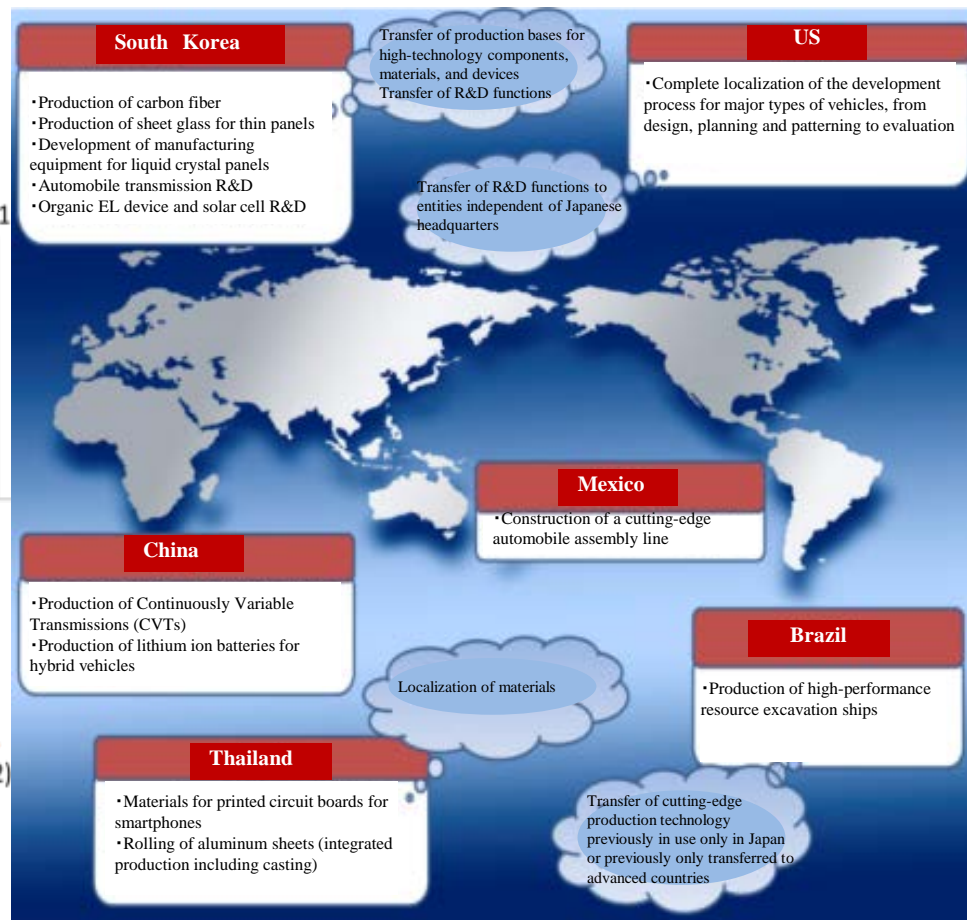 South Korea
・Production of carbon fiber
・Production of sheet glass for thin panels
・Development of manufacturing
equipment for liquid crystal panels
・Automobile transmission R&D
・Organic EL device and solar cell R&D
Transfer of production bases for
high-technology components,
materials, and devices
Transfer of R&D functions
US
・Complete localization of the development
process for major types of vehicles, from
design, planning and patterning to evaluation
Transfer of R&D functions to
entities independent of Japanese
headquarters
1
Mexico
・Construction of a cutting-edge
automobile assembly line
China
・Production of Continuously Variable
Transmissions (CVTs)
・Production of lithium ion batteries for
hybrid vehicles
Brazil
・Production of high-performance
resource excavation ships
Localization of materials
2)
Thailand
・Materials for printed circuit boards for
smartphones
・Rolling of aluminum sheets (integrated
production including casting)
Transfer of cutting-edge
production technology
previously in use only in Japan
or previously only transferred to
advanced countries